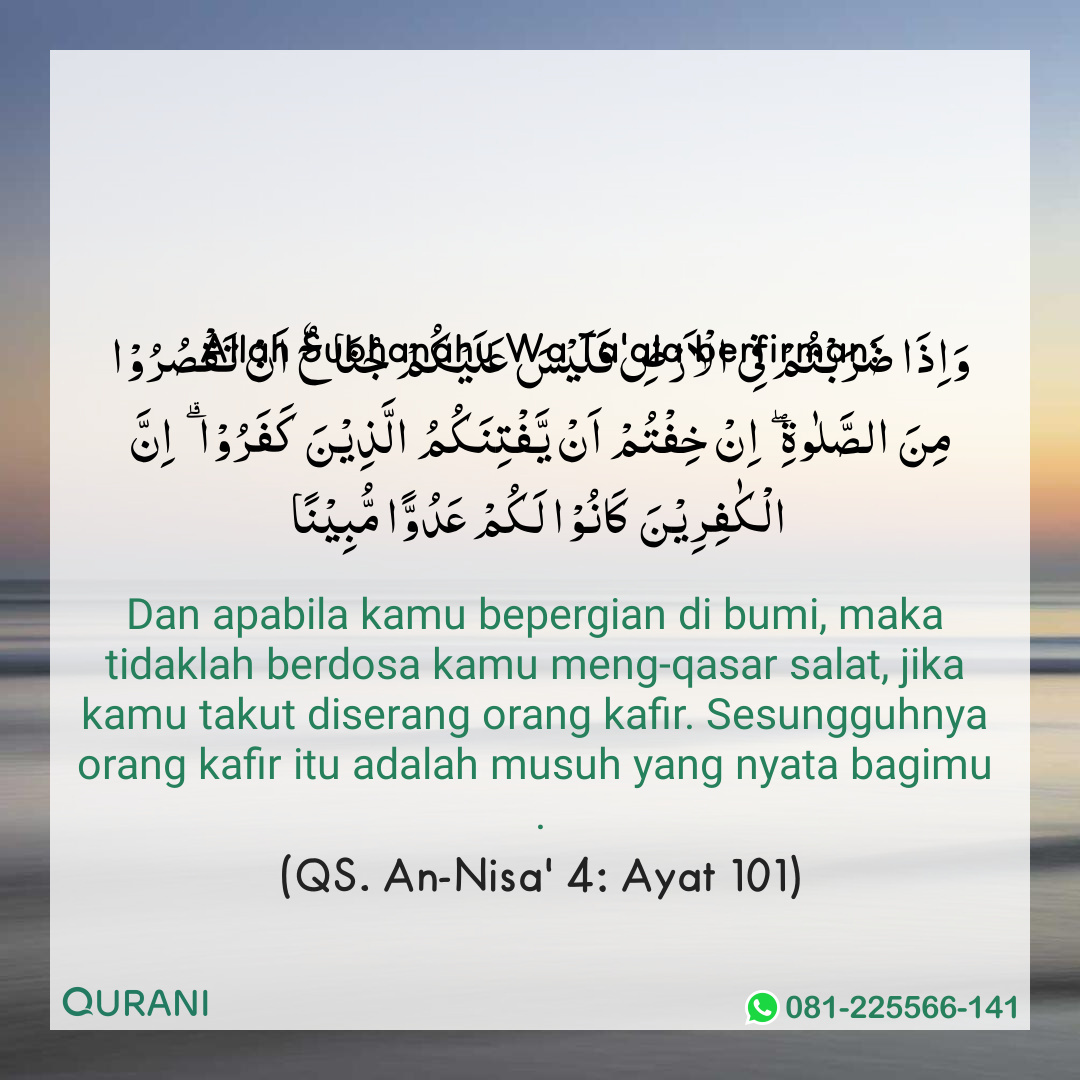 Allah Subhanahu Wa Ta'ala berfirman:
وَاِذَا ضَرَبْتُمْ فِى الْاَرْضِ فَلَيْسَ عَلَيْكُمْ جُنَاحٌ اَنْ تَقْصُرُوْا
مِنَ الصَّلٰوةِ ۖ اِنْ خِفْتُمْ اَنْ يَّفْتِنَكُمُ الَّذِيْنَ كَفَرُوْا ۗ اِنَّ
الْكٰفِرِيْنَ كَانُوْا لَكُمْ عَدُوًّا مُّبِيْنًا
Dan apabila kamu bepergian di bumi, maka
tidaklah berdosa kamu meng-qasar salat, jika
kamu takut diserang orang kafir. Sesungguhnya
orang kafir itu adalah musuh yang nyata bagimu
.
(QS. An-Nisa' 4: Ayat 101)
QURANI
081-225566-141